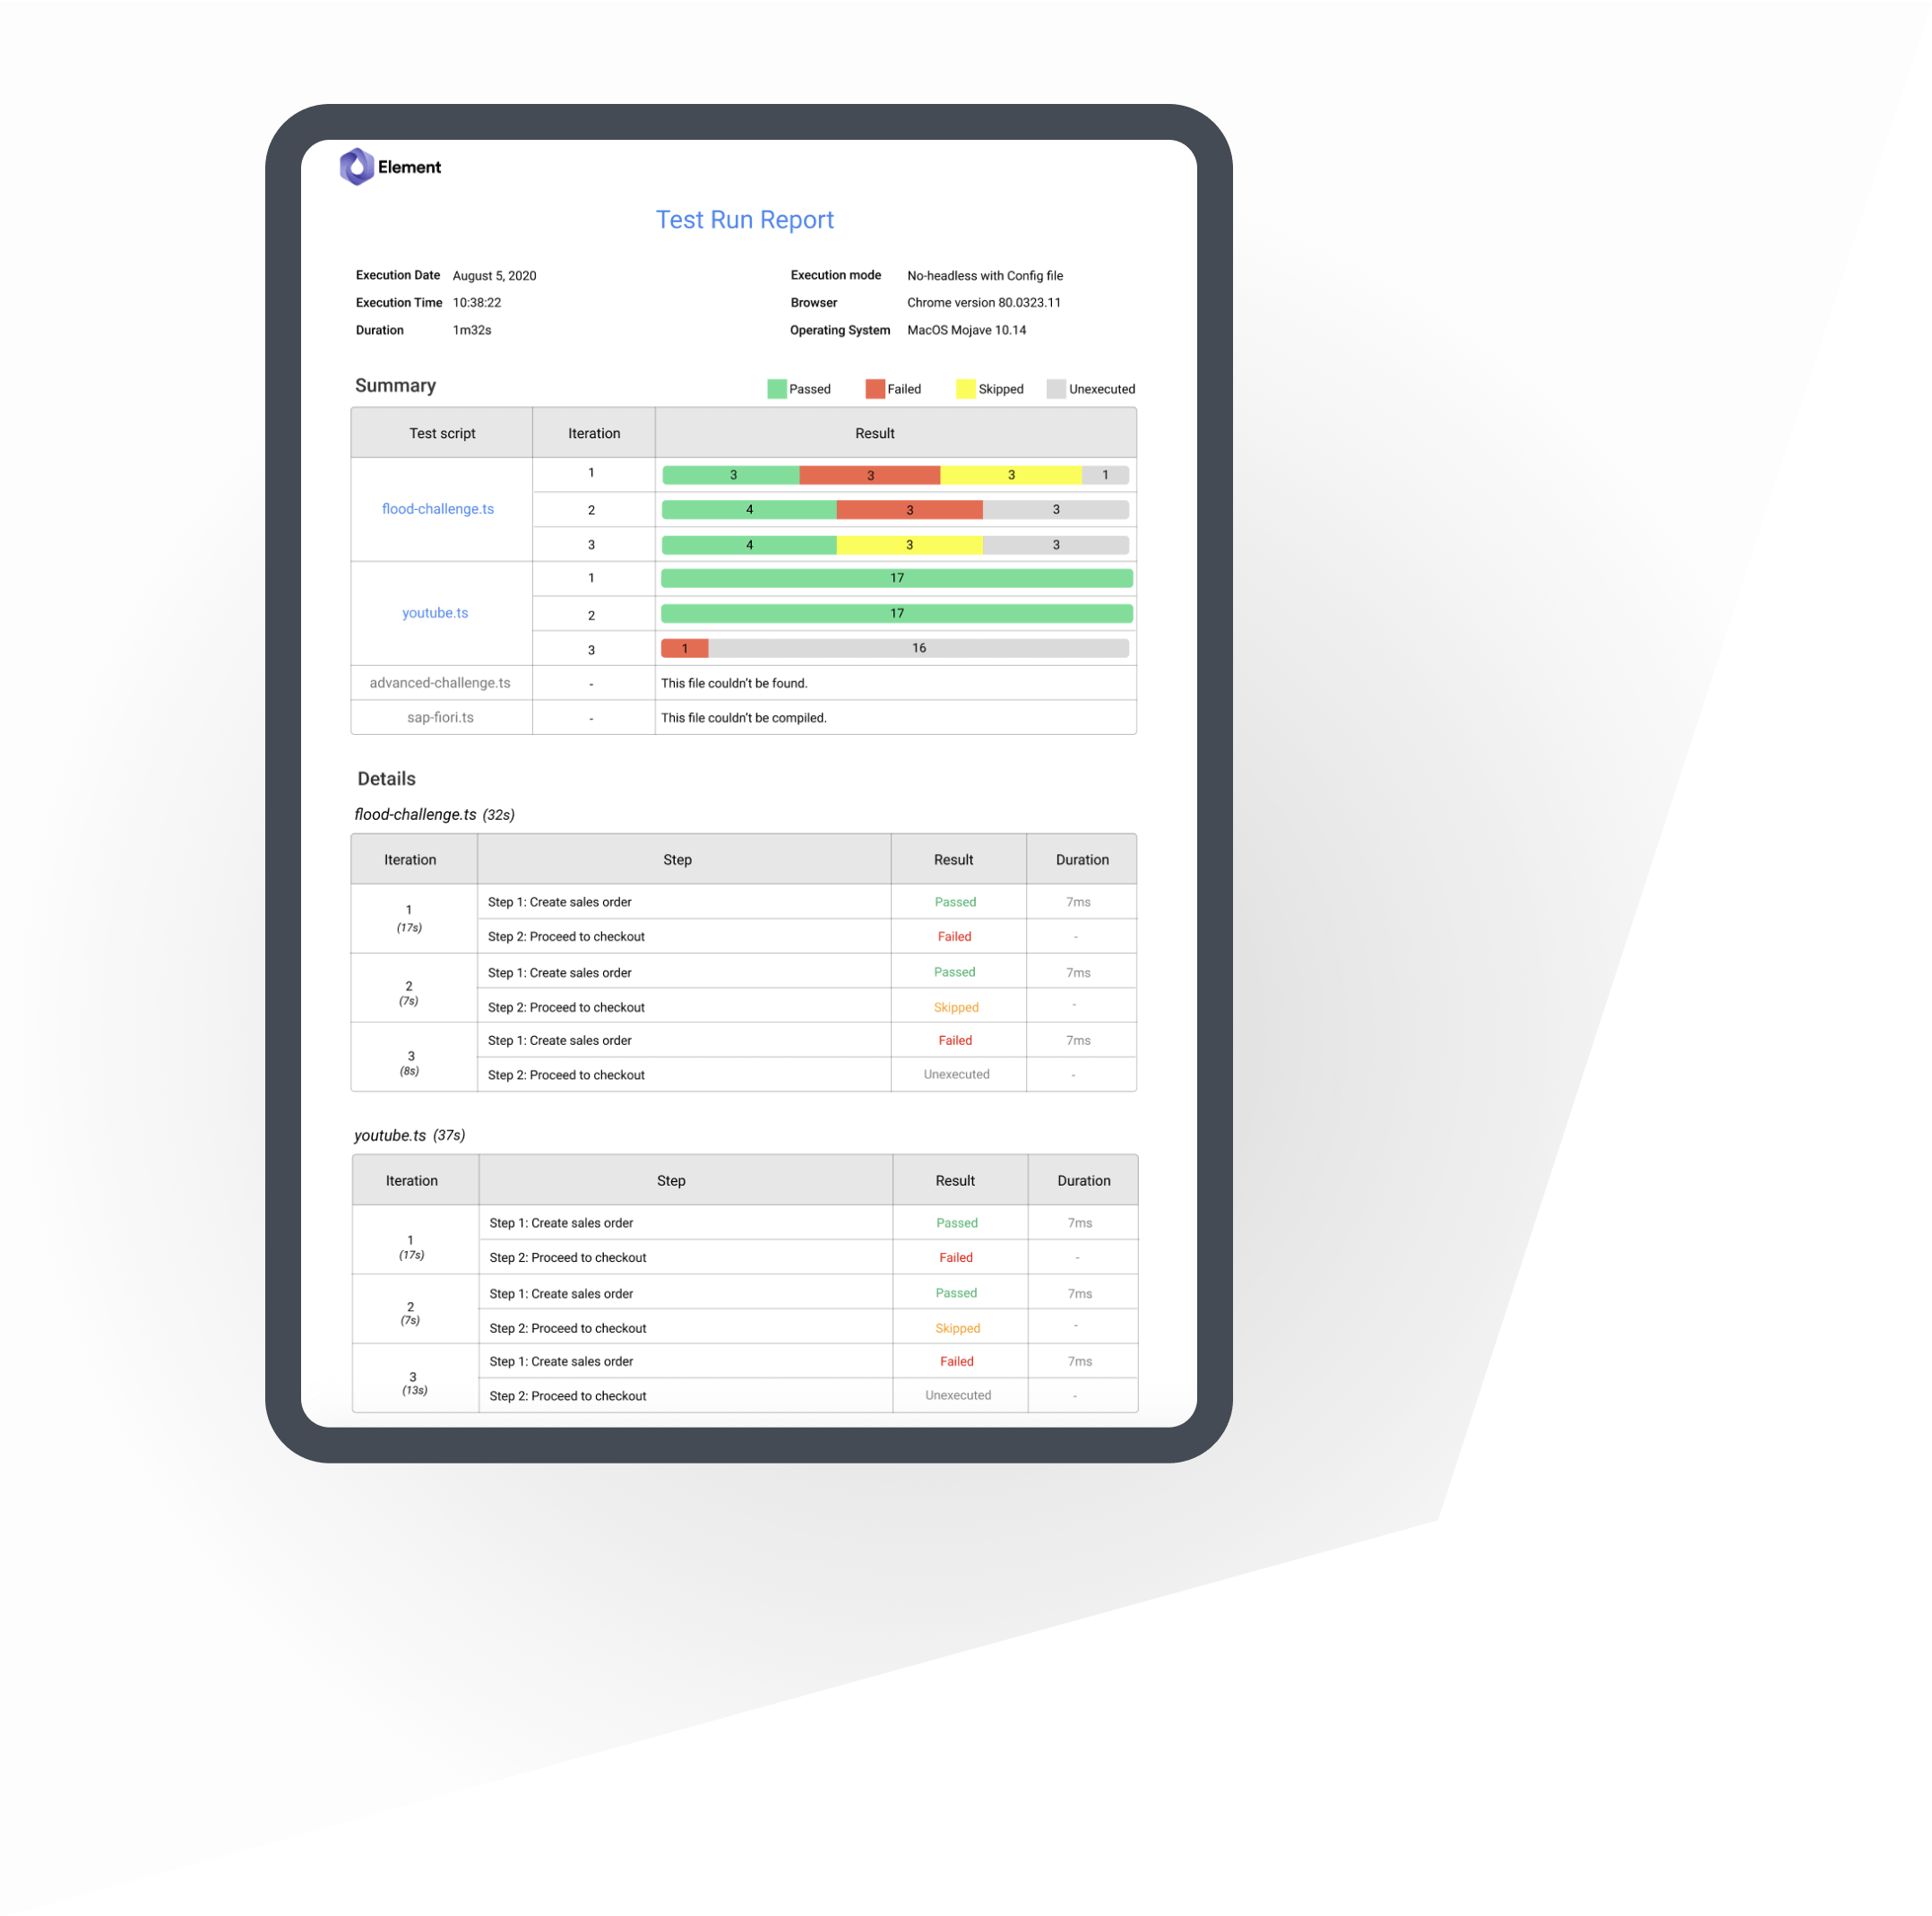 Element
Test Run Report
Execution Date August 5, 2020 Execution mode No-headless with Config file
Execution Time 10:38:22 Browser Chrome version 80.0323.11
Duration 1m32s Operating System MacOS Mojave 10.14
Summary Passed Failed Skipped Unexecuted
Test script Iteration Result
1 3 3 3 1
flood-challenge.ts 2 4 3 3
3 4 3 3
1 17
youtube.ts 2 17
3 1 16
advanced-challenge.ts - This file couldn't be found.
sap-fiori.ts - This file couldn't be compiled.
Details
flood-challenge.ts (32s)
Iteration Step Result Duration
1 Step 1: Create sales order Passed 7ms
(17s) Step 2: Proceed to checkout Failed -
2 Step 1: Create sales order Passed 7ms
(7s) Step 2: Proceed to checkout Skipped -
3 Step 1: Create sales order Failed 7ms
(8s) Step 2: Proceed to checkout Unexecuted -
youtube.ts (37s)
Iteration Step Result Duration
1 Step 1: Create sales order Passed 7ms
(17s) Step 2: Proceed to checkout Failed -
2 Step 1: Create sales order Passed 7ms
(7s) Step 2: Proceed to checkout Skipped -
3 Step 1: Create sales order Failed 7ms
(13s) Step 2: Proceed to checkout Unexecuted -